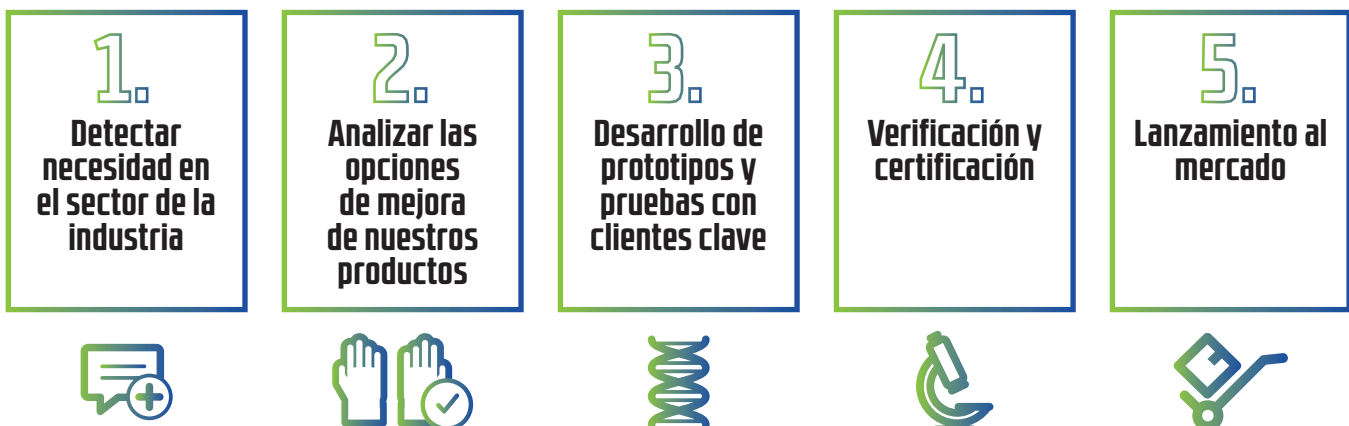 1.
Detectar
necesidad en
el sector de la
industria
2.
Analizar las
opciones
de mejora
de nuestros
productos
3.
Desarrollo de
prototipos y
pruebas con
clientes clave
4.
Verificación y
certificación
5.
Lanzamiento al
mercado